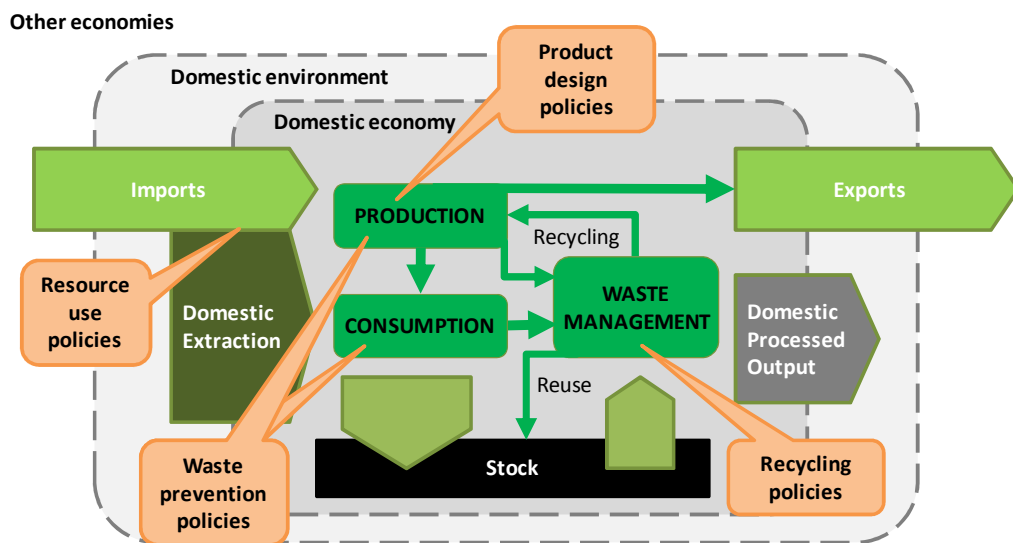 Other economies
Domestic environment
Product
design
policies
Domestic economy
Imports
Exports
PRODUCTION
Recycling
Resource
use
policies
Domestic
Extraction
CONSUMPTION
WASTE
MANAGEMENT
Domestic
Processed
Output
Reuse
Waste
prevention
policies
Stock
Recycling
policies